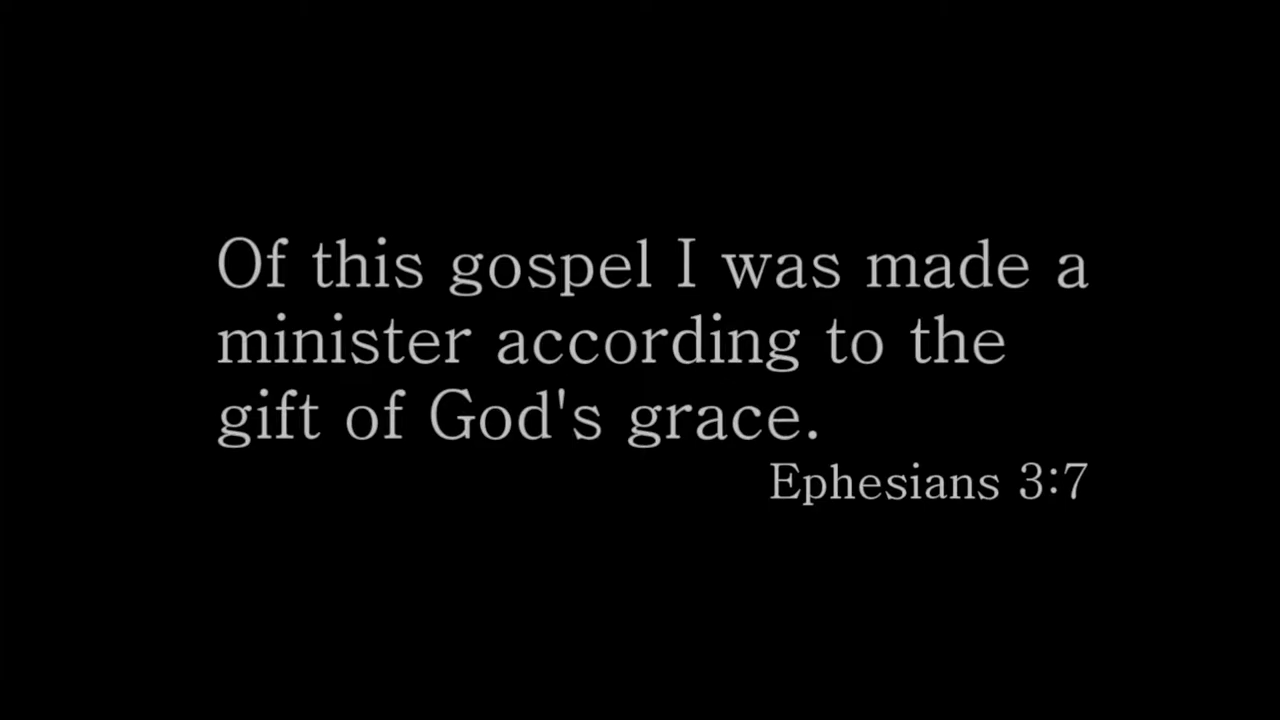 Of this gospel I was made a
minister according to the
gift of God's grace.
Ephesians 3:7